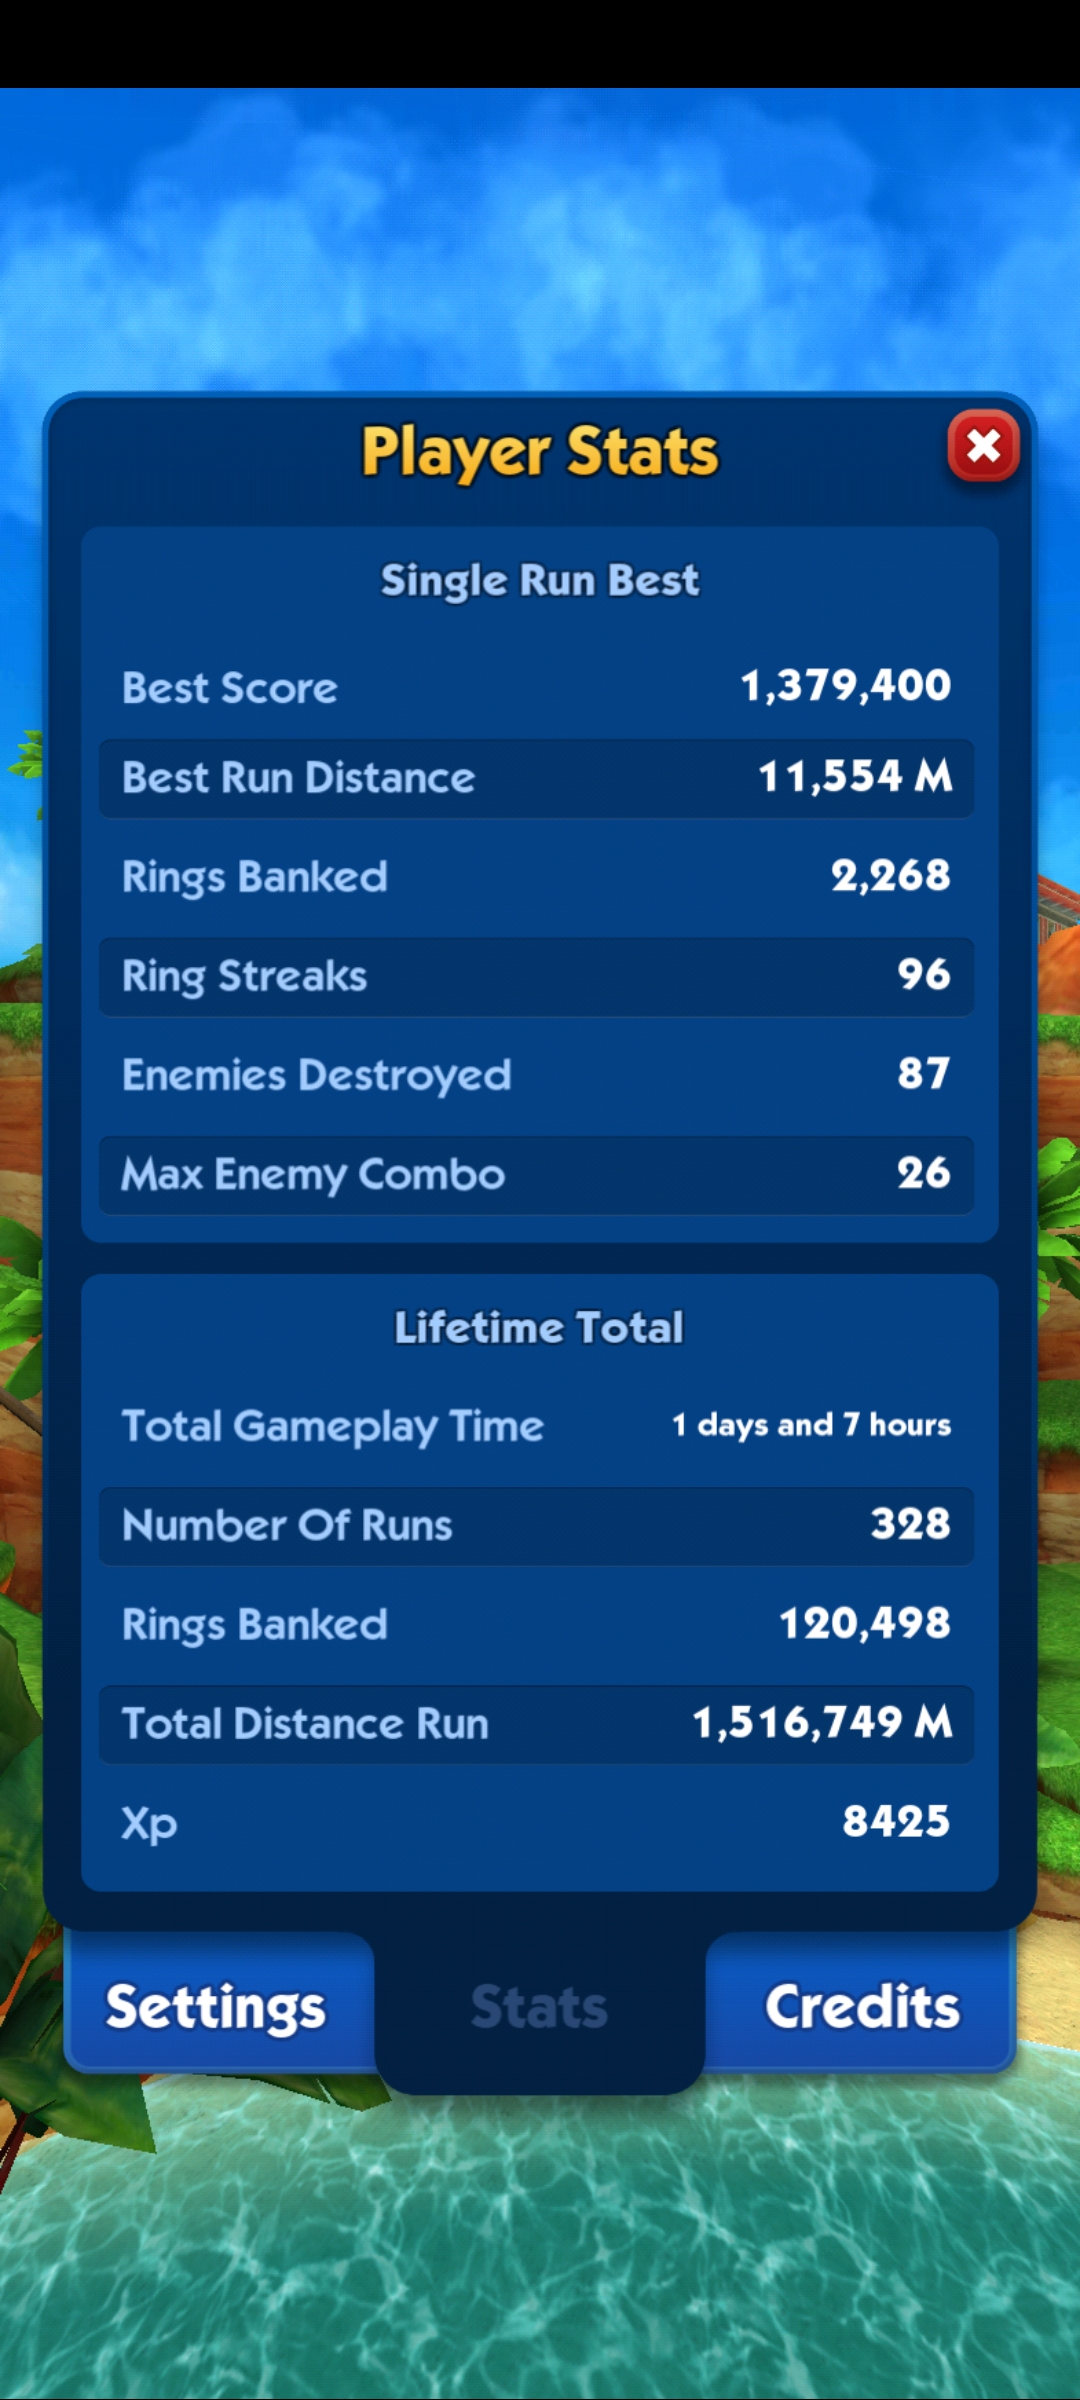 Player Stats
Single Run Best
Best Score 1,379,400
Best Run Distance 11,554 M
Rings Banked 2,268
Ring Streaks 96
Enemies Destroyed 87
Max Enemy Combo 26
Lifetime Total
Total Gameplay Time 1 days and 7 hours
Number Of Runs 328
Rings Banked 120,498
Total Distance Run 1,516,749 M
Xp 8425
Settings Stats Credits